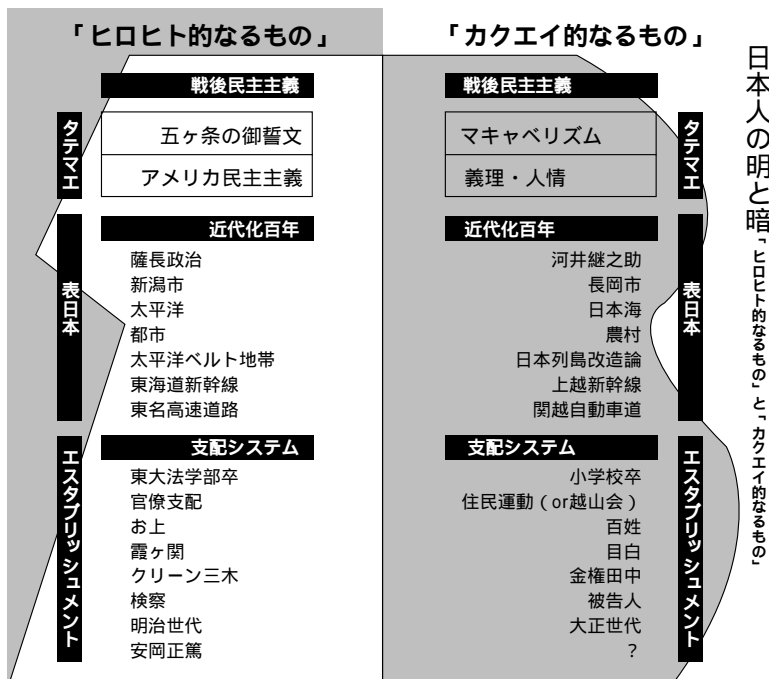 日本人の明と暗「ヒロヒト的なるもの」と「カクエイ的なるもの」
「ヒロヒト的なるもの」
「カクエイ的なるもの」
戦後民主主義
戦後民主主義
タテマエ
五ヶ条の御誓文
アメリカ民主主義
マキャベリズム
義理・人情
タテマエ
近代化百年
近代化百年
表日本
薩長政治
新潟市
太平洋
都市
太平洋ベルト地帯
東海道新幹線
東名高速道路
河井継之助
長岡市
日本海
農村
日本列島改造論
上越新幹線
関越自動車道
表日本
支配システム
支配システム
エスタブリッシュメント
東大法学部卒
官僚支配
お上
霞ヶ関
クリーン三木
検察
明治世代
安岡正篤
小学校卒
住民運動（or越山会）
百姓
目白
金権田中
被告人
大正世代
？
エスタブリッシュメント